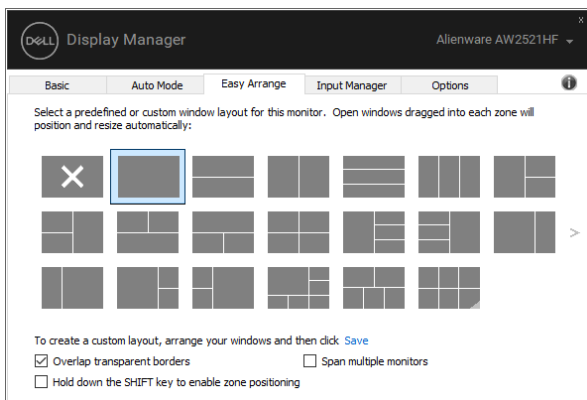 DELL Display Manager Alienware AW2521HF
Basic Auto Mode Easy Arrange Input Manager Options
Select a predefined or custom window layout for this monitor. Open windows dragged into each zone will
position and resize automatically:
To create a custom layout, arrange your windows and then click Save
Overlap transparent borders Span multiple monitors
Hold down the SHIFT key to enable zone positioning